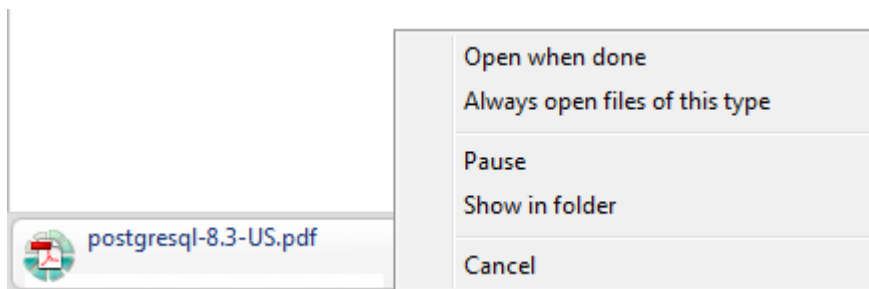 Open when done
Always open files of this type
Pause
Show in folder
postgresql-8.3-US.pdf
Cancel